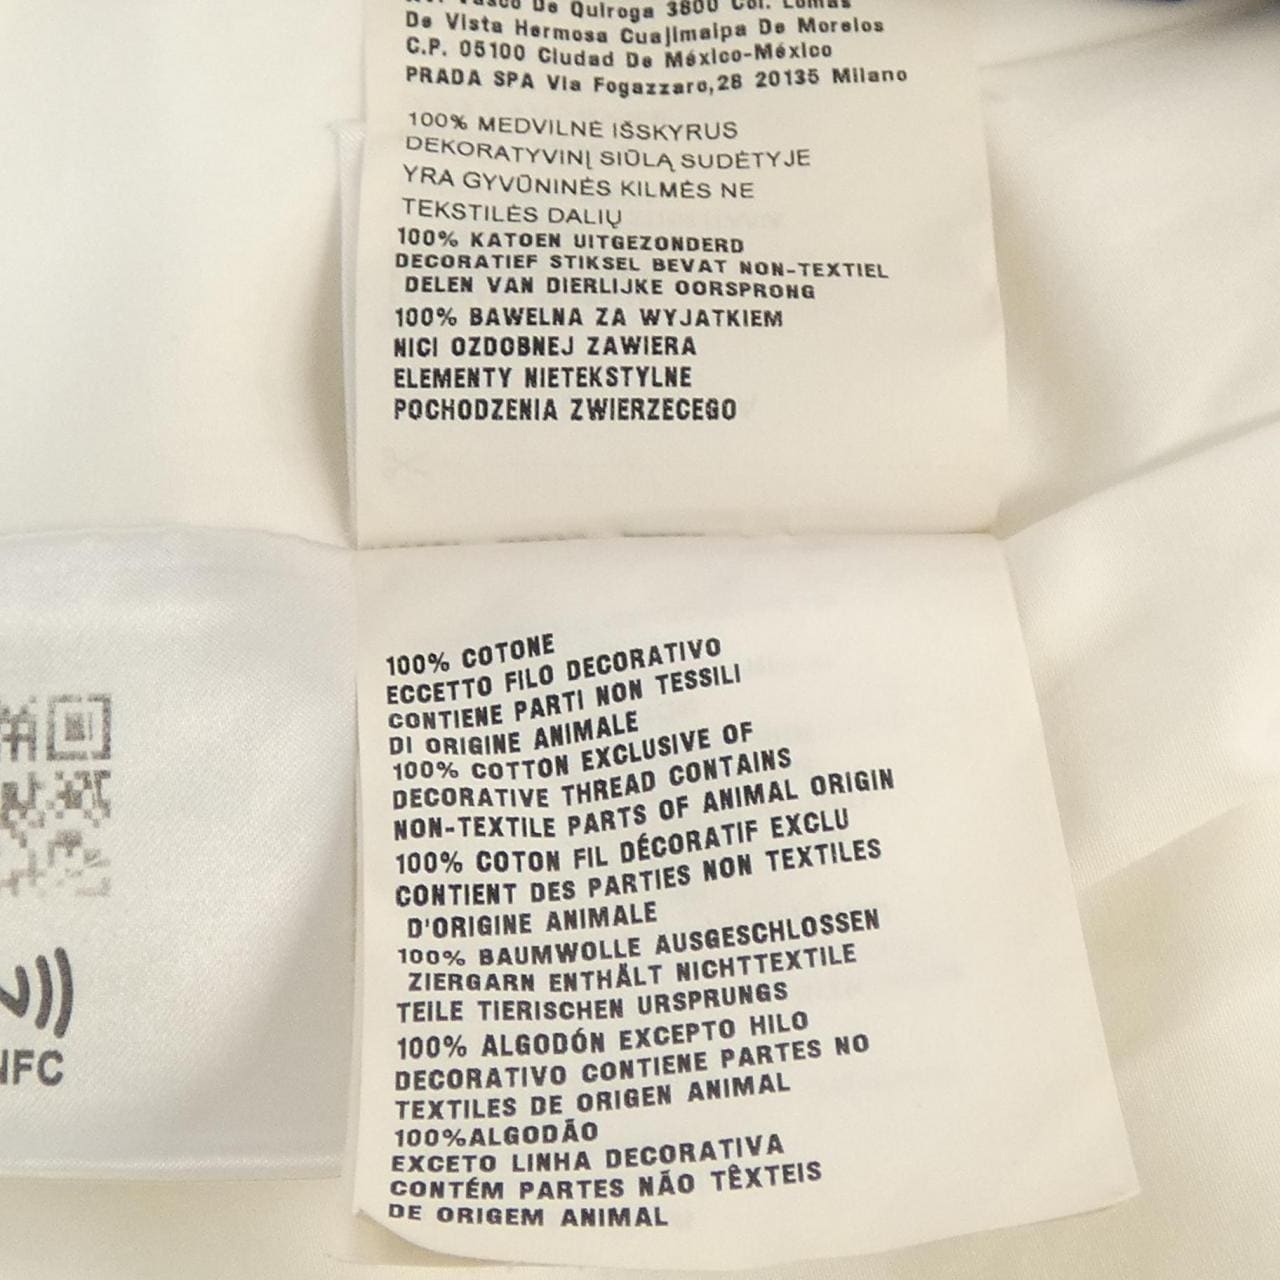 Vasco De Quiroga 3800 Col. Lomas
De Vista Hermosa Cuajimalpa De Morelos
C.P. 05100 Ciudad De México-México
PRADA SPA Via Fogazzaro,28 20135 Milano
100% MEDVILNĖ IŠSKYRUS
DEKORATYVINĮ SIŪLĄ SUDĖTYJE
YRA GYVŪNINĖS KILMĖS NE
TEKSTILĖS DALIŲ
100% KATOEN UITGEZONDERD
DECORATIEF STIKSEL BEVAT NON-TEXTIEL
DELEN VAN DIERLIJKE OORSPRONG
100% BAWELNA ZA WYJATKIEM
NICI OZDOBNEJ ZAWIERA
ELEMENTY NIETEKSTYLNE
POCHODZENIA ZWIERZECEGO
100% COTONE
ECCETTO FILO DECORATIVO
CONTIENE PARTI NON TESSILI
DI ORIGINE ANIMALE
100% COTTON EXCLUSIVE OF
DECORATIVE THREAD CONTAINS
NON-TEXTILE PARTS OF ANIMAL ORIGIN
100% COTON FIL DÉCORATIF EXCLU
CONTIENT DES PARTIES NON TEXTILES
D'ORIGINE ANIMALE
100% BAUMWOLLE AUSGESCHLOSSEN
ZIERGARN ENTHÄLT NICHTTEXTILE
TEILE TIERISCHEN URSPRUNGS
100% ALGODÓN EXCEPTO HILO
DECORATIVO CONTIENE PARTES NO
TEXTILES DE ORIGEN ANIMAL
100%ALGODÃO
EXCETO LINHA DECORATIVA
CONTÉM PARTES NÃO TÊXTEIS
DE ORIGEM ANIMAL
NFC